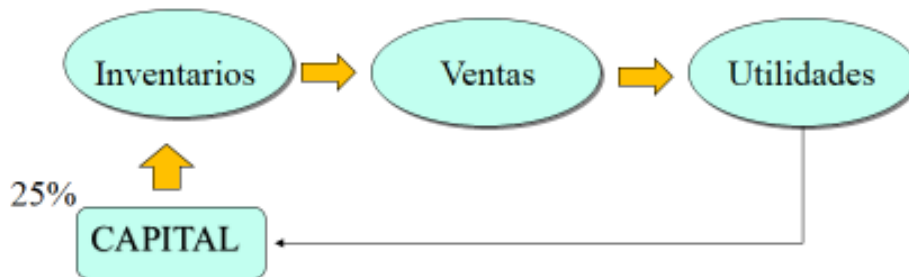 Inventarios
Ventas
Utilidades
25%
CAPITAL